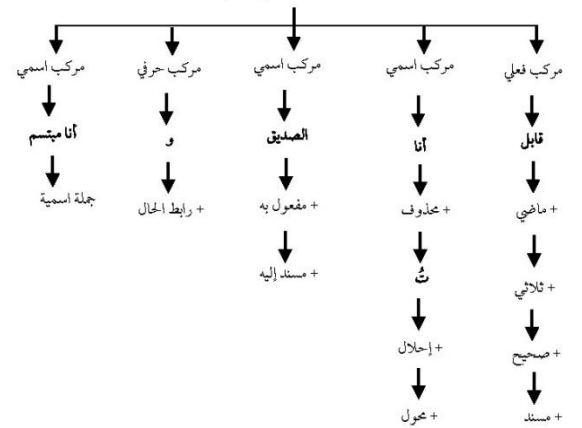 مركب فعلي
مركب اسمي
مركب اسمي
مركب حرفي
مركب اسمي
قابل
أنا
الصديق
و
أنا مبتسم
+ ماضي
+ محذوف
+ مفعول به
+ رابط الحال
جملة اسمية
+ ثلاثي
تُ
+ مسند إليه
+ صحيح
+ إحلال
+ مسند
+ محول